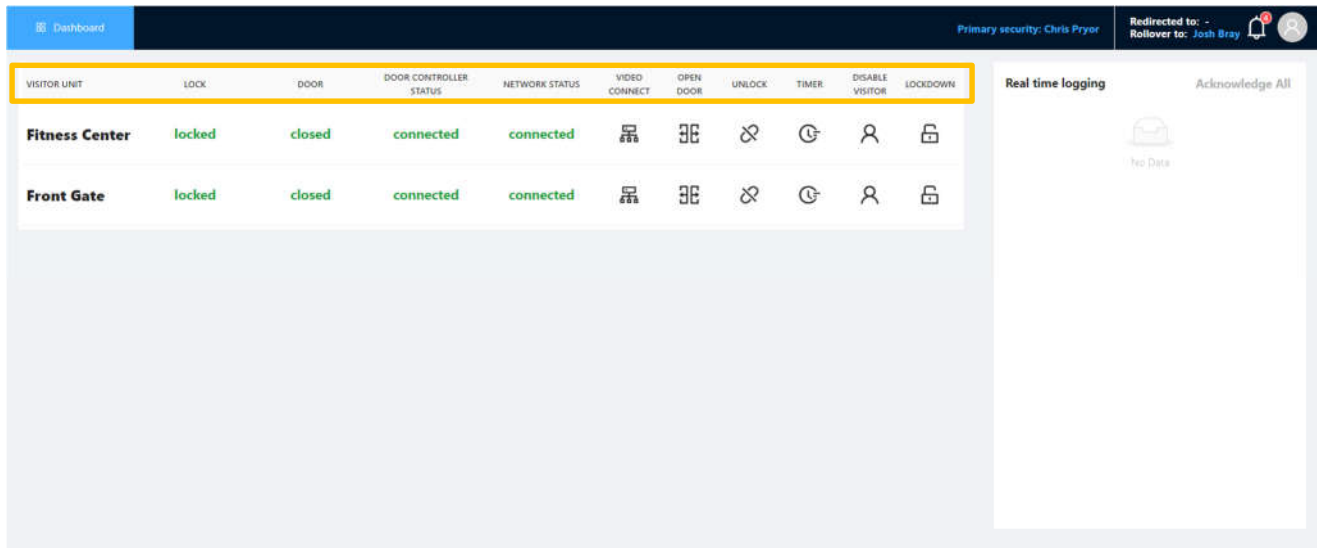 Dashboard
Primary security: Chris Pryor
Redirected to: -
Rollover to: Josh Bray
4
VISITOR UNIT LOCK DOOR DOOR CONTROLLER STATUS NETWORK STATUS VIDEO CONNECT OPEN DOOR UNLOCK TIMER DISABLE VISITOR LOCKDOWN
Fitness Center locked closed connected connected
Front Gate locked closed connected connected
Real time logging Acknowledge All
No Data